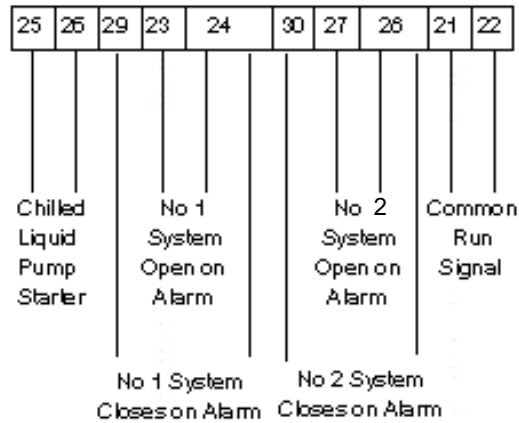 25 26 29 23 24 30 27 28 21 22
Chilled
Liquid
Pump
Starter
No 1
System
Open on
Alarm
No 2
System
Open on
Alarm
Common
Run
Signal
No 1 System
Closes on Alarm
No 2 System
Closes on Alarm